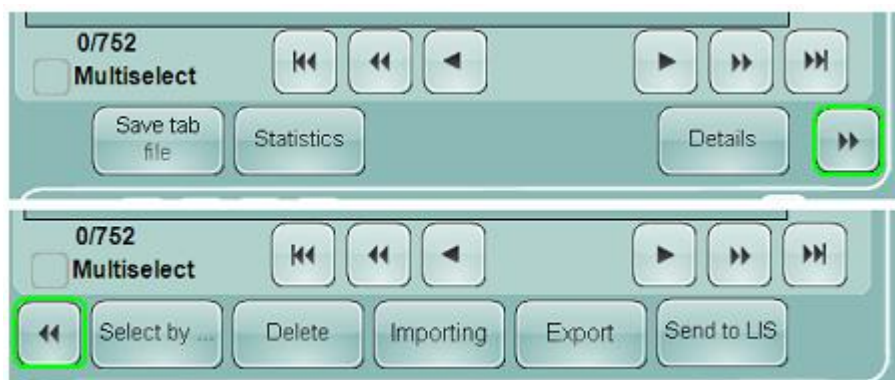 0/752
Multiselect
Save tab
file
Statistics
Details
0/752
Multiselect
Select by ...
Delete
Importing
Export
Send to LIS